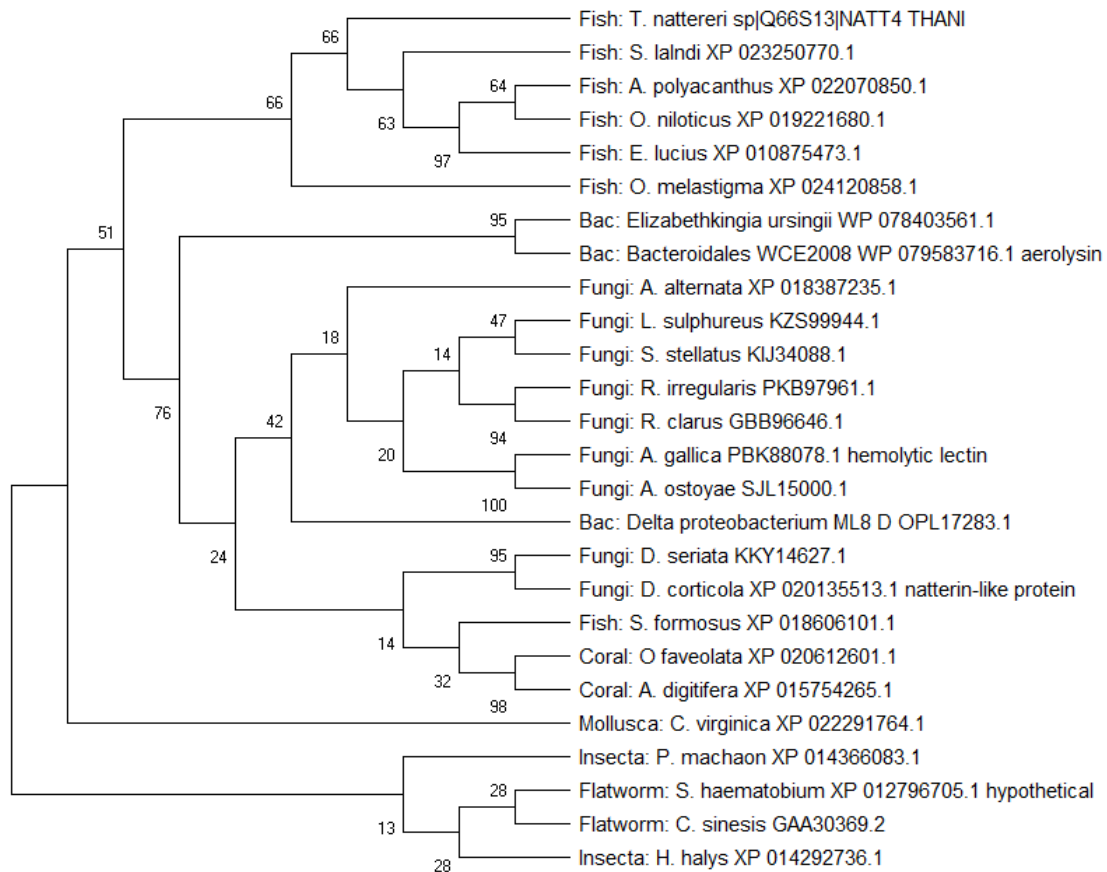 Fish: T. nattereri sp|Q66S13|NATT4 THANI
66
Fish: S. lalndi XP 023250770.1
64
Fish: A. polyacanthus XP 022070850.1
66
Fish: O. niloticus XP 019221680.1
63
Fish: E. lucius XP 010875473.1
97
Fish: O. melastigma XP 024120858.1
95
Bac: Elizabethkingia ursingii WP 078403561.1
51
Bac: Bacteroidales WCE2008 WP 079583716.1 aerolysin
Fungi: A. alternata XP 018387235.1
47
Fungi: L. sulphureus KZS99944.1
18
14
Fungi: S. stellatus KIJ34088.1
Fungi: R. irregularis PKB97961.1
76
42
Fungi: R. clarus GBB96646.1
94
20
Fungi: A. gallica PBK88078.1 hemolytic lectin
Fungi: A. ostoyae SJL15000.1
100
Bac: Delta proteobacterium ML8 D OPL17283.1
24
95
Fungi: D. seriata KKY14627.1
Fungi: D. corticola XP 020135513.1 natterin-like protein
Fish: S. formosus XP 018606101.1
14
Coral: O faveolata XP 020612601.1
32
Coral: A. digitifera XP 015754265.1
98
Mollusca: C. virginica XP 022291764.1
Insecta: P. machaon XP 014366083.1
28
Flatworm: S. haematobium XP 012796705.1 hypothetical
13
Flatworm: C. sinesis GAA30369.2
28
Insecta: H. halys XP 014292736.1